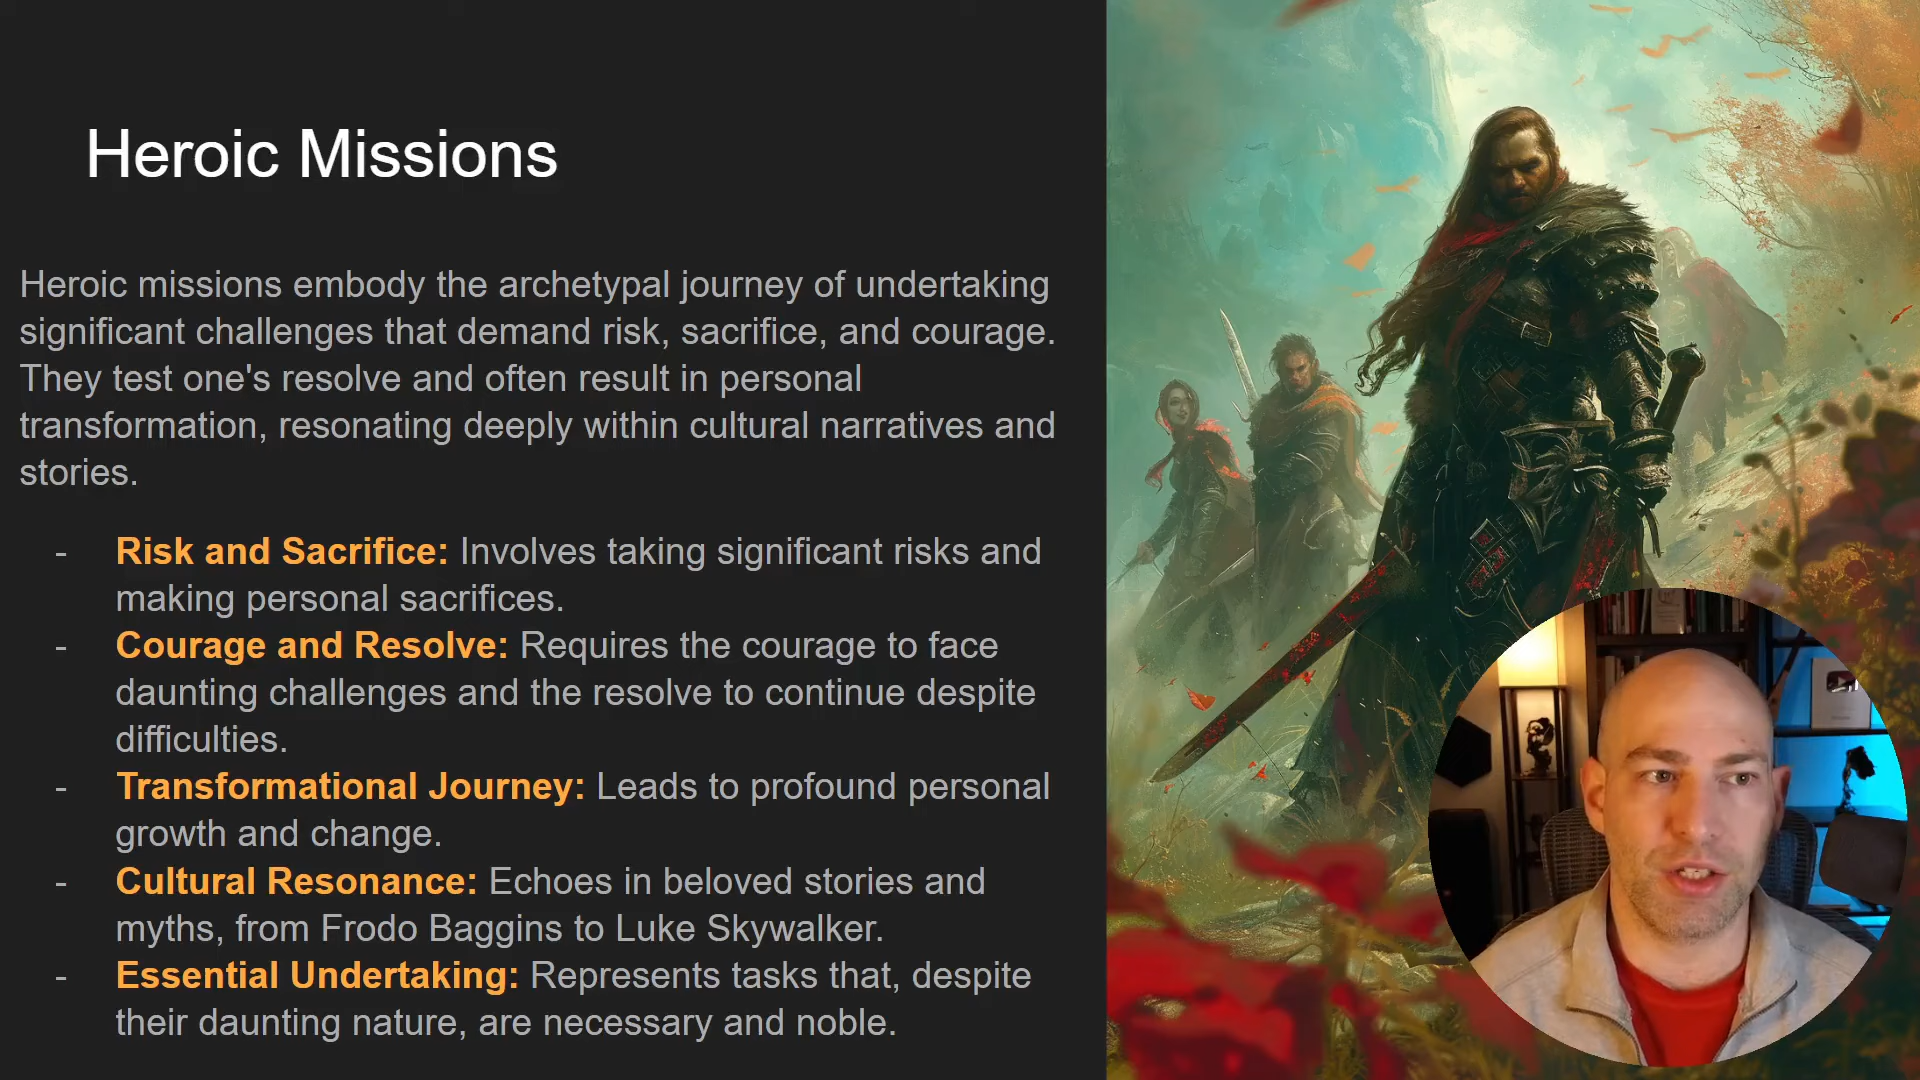 Heroic Missions
Heroic missions embody the archetypal journey of undertaking
significant challenges that demand risk, sacrifice, and courage.
They test one's resolve and often result in personal
transformation, resonating deeply within cultural narratives and
stories.
- Risk and Sacrifice: Involves taking significant risks and
making personal sacrifices.
- Courage and Resolve: Requires the courage to face
daunting challenges and the resolve to continue despite
difficulties.
- Transformational Journey: Leads to profound personal
growth and change.
- Cultural Resonance: Echoes in beloved stories and
myths, from Frodo Baggins to Luke Skywalker.
- Essential Undertaking: Represents tasks that, despite
their daunting nature, are necessary and noble.